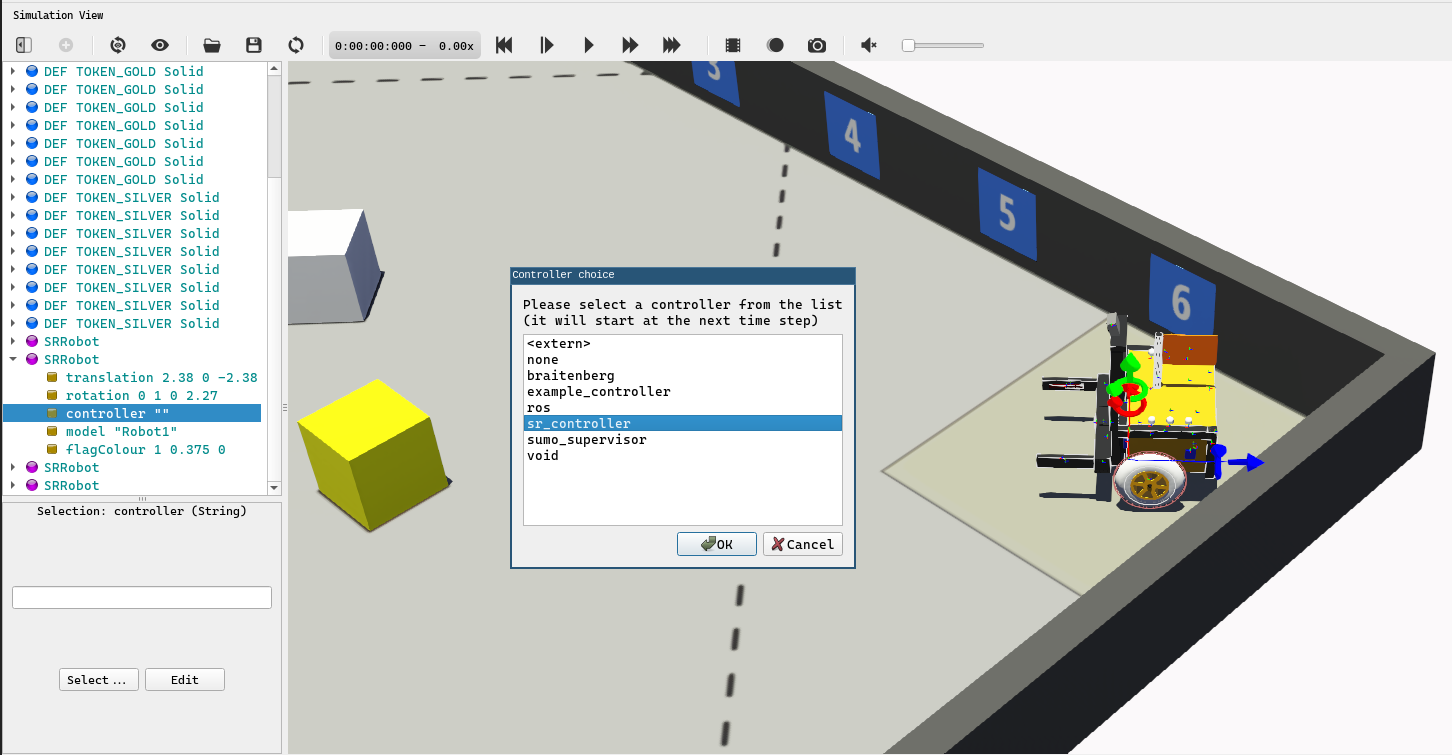 Simulation View
0:00:00:000 - 0.00x
DEF TOKEN_GOLD Solid
DEF TOKEN_GOLD Solid
DEF TOKEN_GOLD Solid
DEF TOKEN_GOLD Solid
DEF TOKEN_GOLD Solid
DEF TOKEN_GOLD Solid
DEF TOKEN_GOLD Solid
DEF TOKEN_SILVER Solid
DEF TOKEN_SILVER Solid
DEF TOKEN_SILVER Solid
DEF TOKEN_SILVER Solid
DEF TOKEN_SILVER Solid
DEF TOKEN_SILVER Solid
DEF TOKEN_SILVER Solid
DEF TOKEN_SILVER Solid
SRRobot
SRRobot
translation 2.38 0 -2.38
rotation 0 1 0 2.27
controller ""
model "Robot1"
flagColour 1 0.375 0
SRRobot
SRRobot
Selection: controller (String)
Select...
Edit
3
4
5
6
Controller choice
Please select a controller from the list
(it will start at the next time step)
<extern>
none
braitenberg
example_controller
ros
sr_controller
sumo_supervisor
void
OK
Cancel